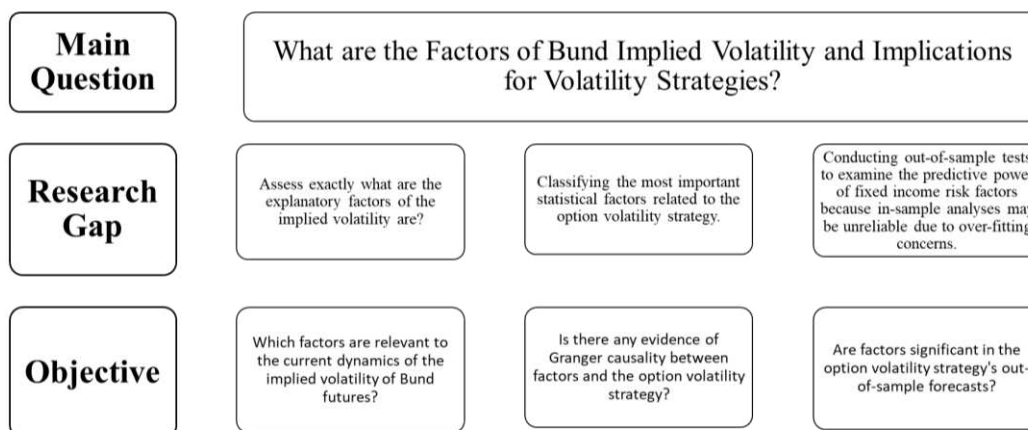 Main
Question
What are the Factors of Bund Implied Volatility and Implications
for Volatility Strategies?
Research
Gap
Assess exactly what are the
explanatory factors of the
implied volatility are?
Classifying the most important
statistical factors related to the
option volatility strategy.
Conducting out-of-sample tests
to examine the predictive powe
of fixed income risk factors
because in-sample analyses may
be unreliable due to over-fitting
concerns.
Objective
Which factors are relevant to
the current dynamics of the
implied volatility of Bund
futures?
Is there any evidence of
Granger causality between
factors and the option volatility
strategy?
Are factors significant in the
option volatility strategy's out-
of-sample forecasts?